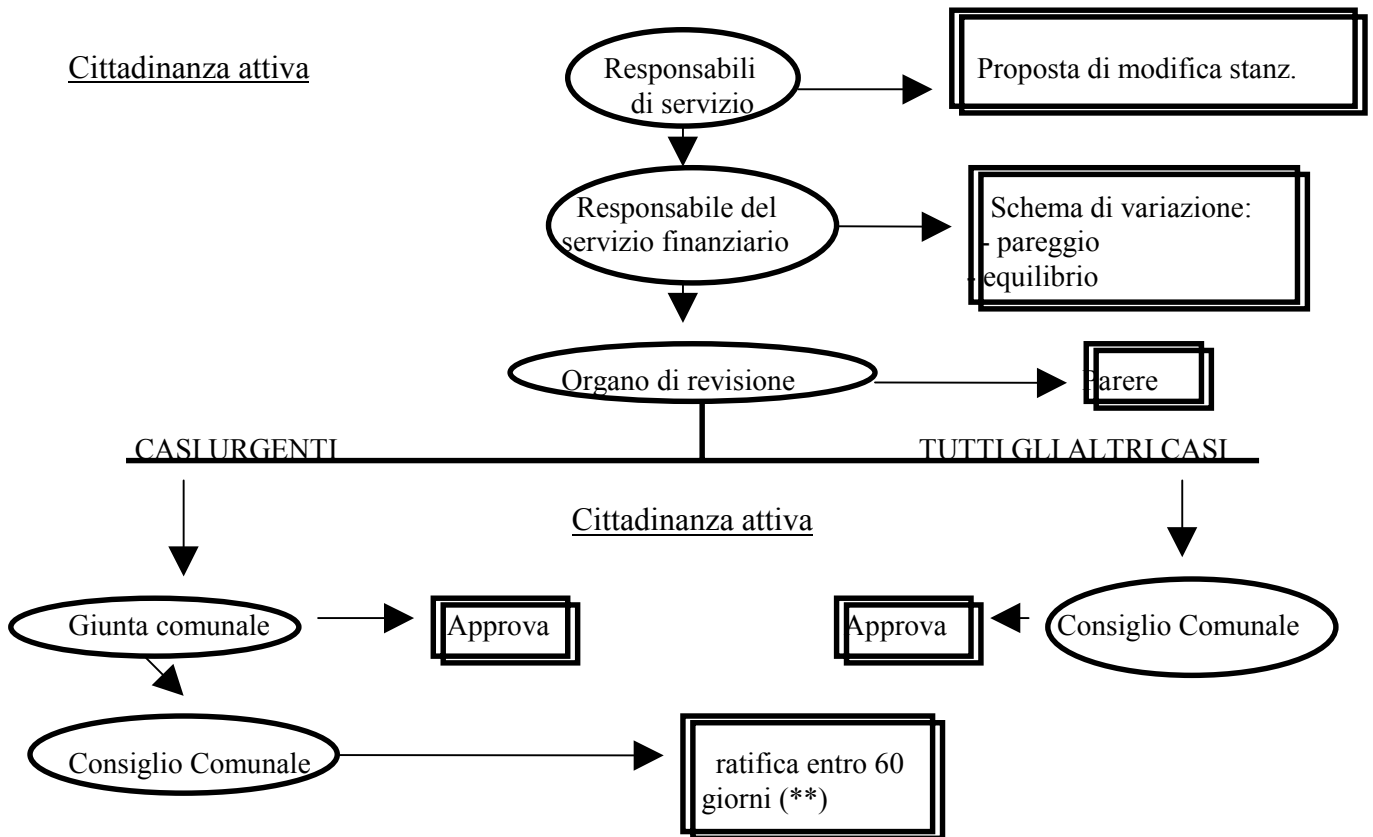 Cittadinanza attiva
Responsabili
di servizio
Proposta di modifica stanz.
Responsabile del
servizio finanziario
Schema di variazione:
- pareggio
- equilibrio
Organo di revisione
Parere
CASI URGENTI
TUTTI GLI ALTRI CASI
Cittadinanza attiva
Giunta comunale
Approva
Approva
Consiglio Comunale
Consiglio Comunale
ratifica entro 60
giorni (**)